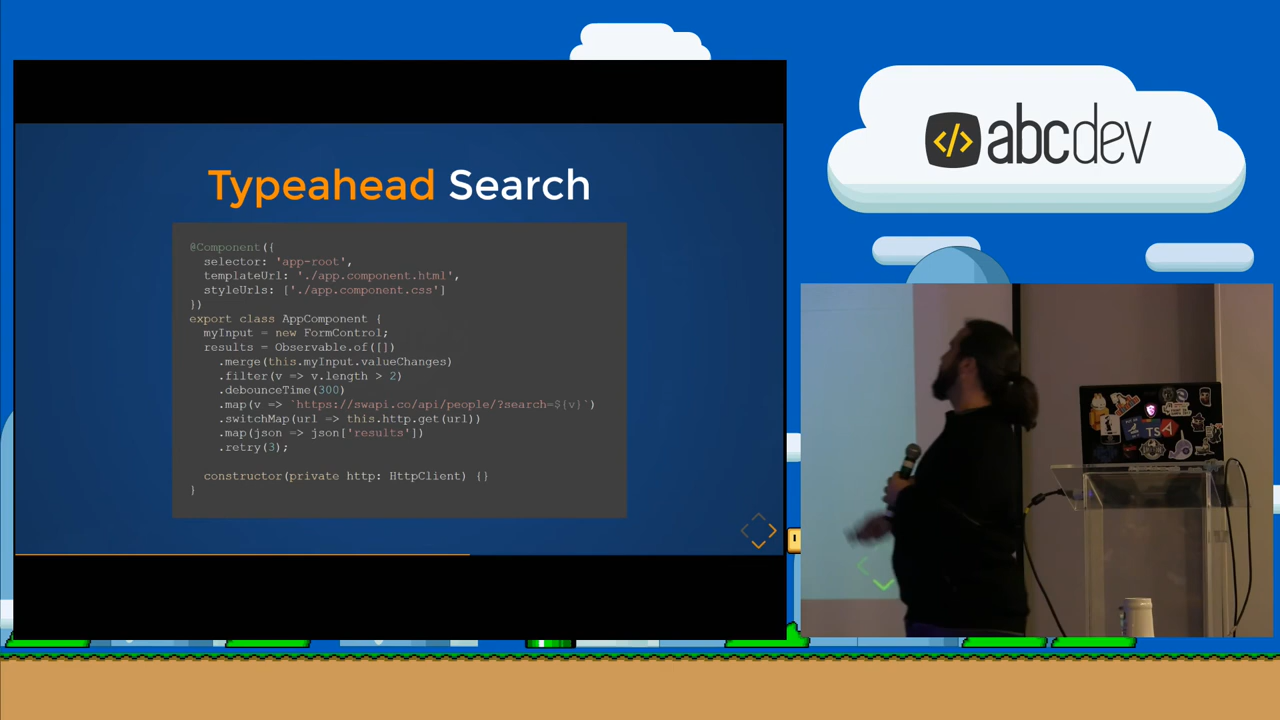 Typeahead Search
@Component({
selector: 'app-root',
templateUrl: './app.component.html',
styleUrls: ['./app.component.css']
})
export class AppComponent {
myInput = new FormControl;
results = Observable.of([])
.merge(this.myInput.valueChanges)
.filter(v => v.length > 2)
.debounceTime(300)
.map(v => `https://swapi.co/api/people/?search=${v}`)
.switchMap(url => this.http.get(url))
.map(json => json['results'])
.retry(3);
constructor(private http: HttpClient) {}
}
</> abcdev
TS